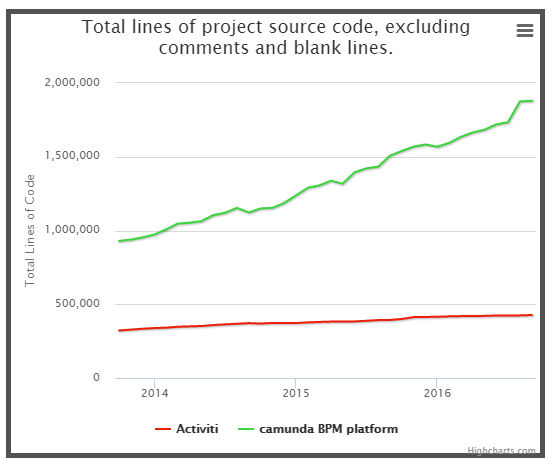 Total lines of project source code, excluding
comments and blank lines.
Total Lines of Code
2,000,000
1,500,000
1,000,000
500,000
0
2014 2015 2016
Activiti camunda BPM platform
Highcharts.com